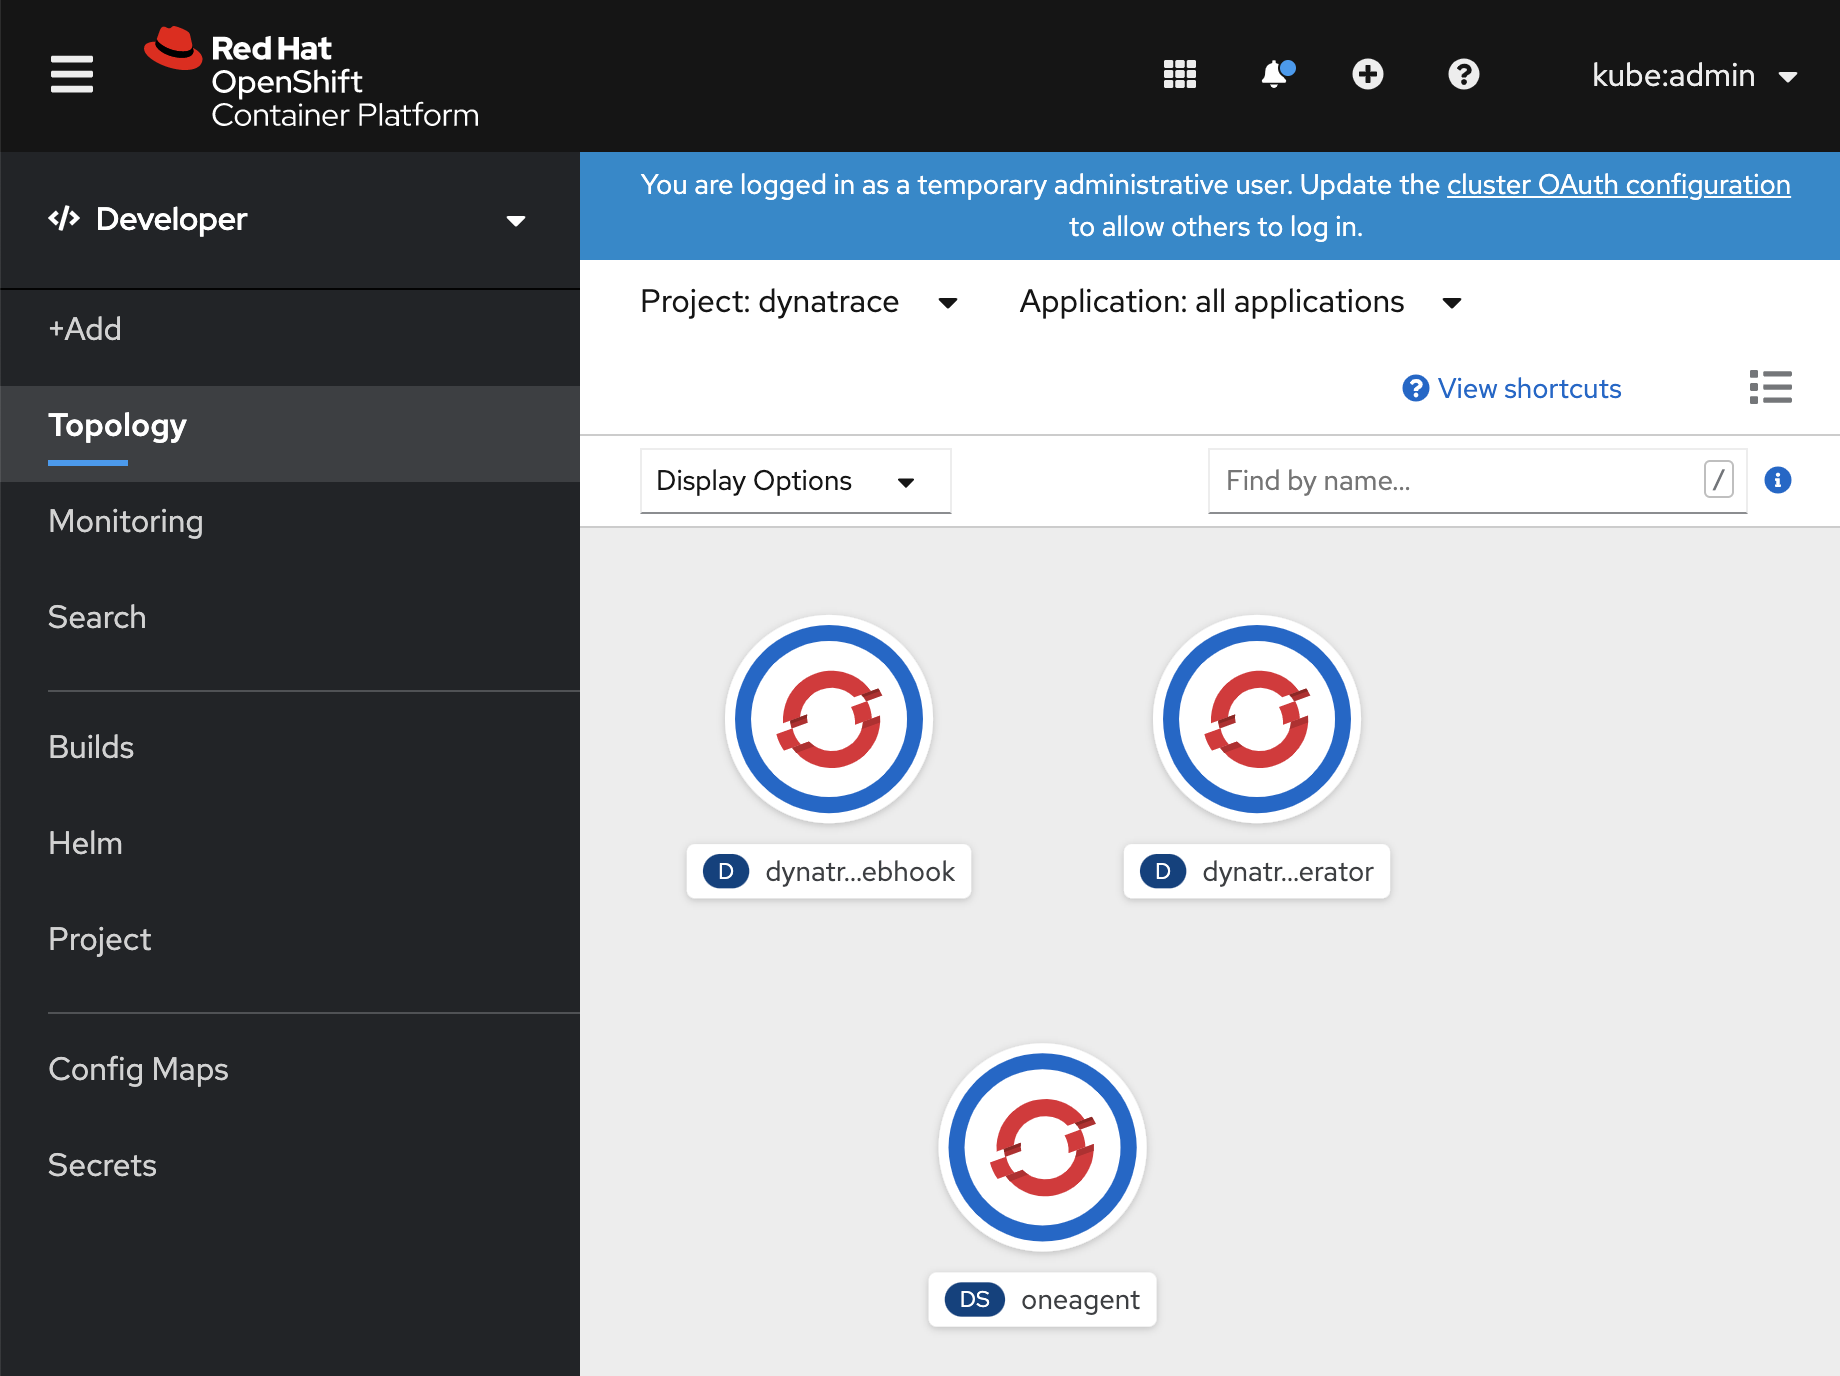 Red Hat
OpenShift
Container Platform
kube:admin
Developer
+Add
Topology
Monitoring
Search
Builds
Helm
Project
Config Maps
Secrets
You are logged in as a temporary administrative user. Update the cluster OAuth configuration
to allow others to log in.
Project: dynatrace
Application: all applications
View shortcuts
Display Options
Find by name...
/
D dynatr...ebhook
D dynatr...erator
DS oneagent